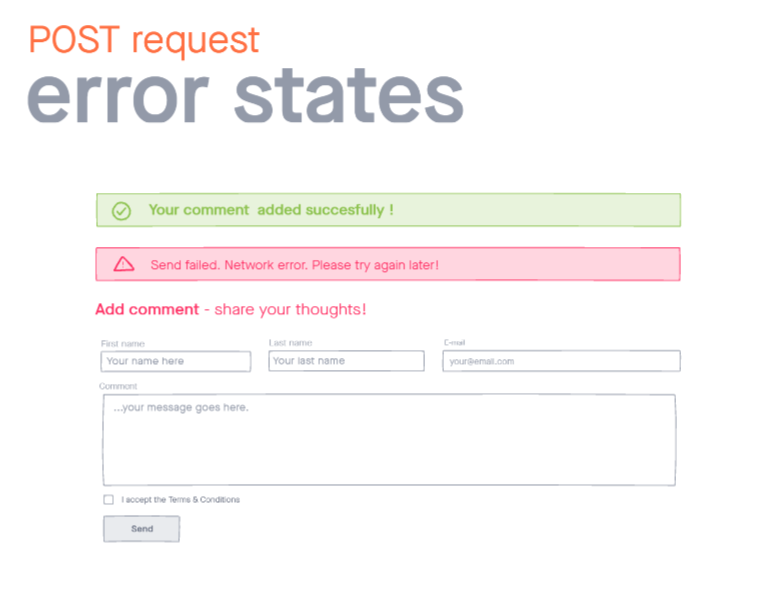 POST request
error states
Your comment added succesfully !
Send failed. Network error. Please try again later!
Add comment - share your thoughts!
First name Last name E-mail
Your name here Your last name your@email.com
Comment
...your message goes here.
I accept the Terms & Conditions
Send